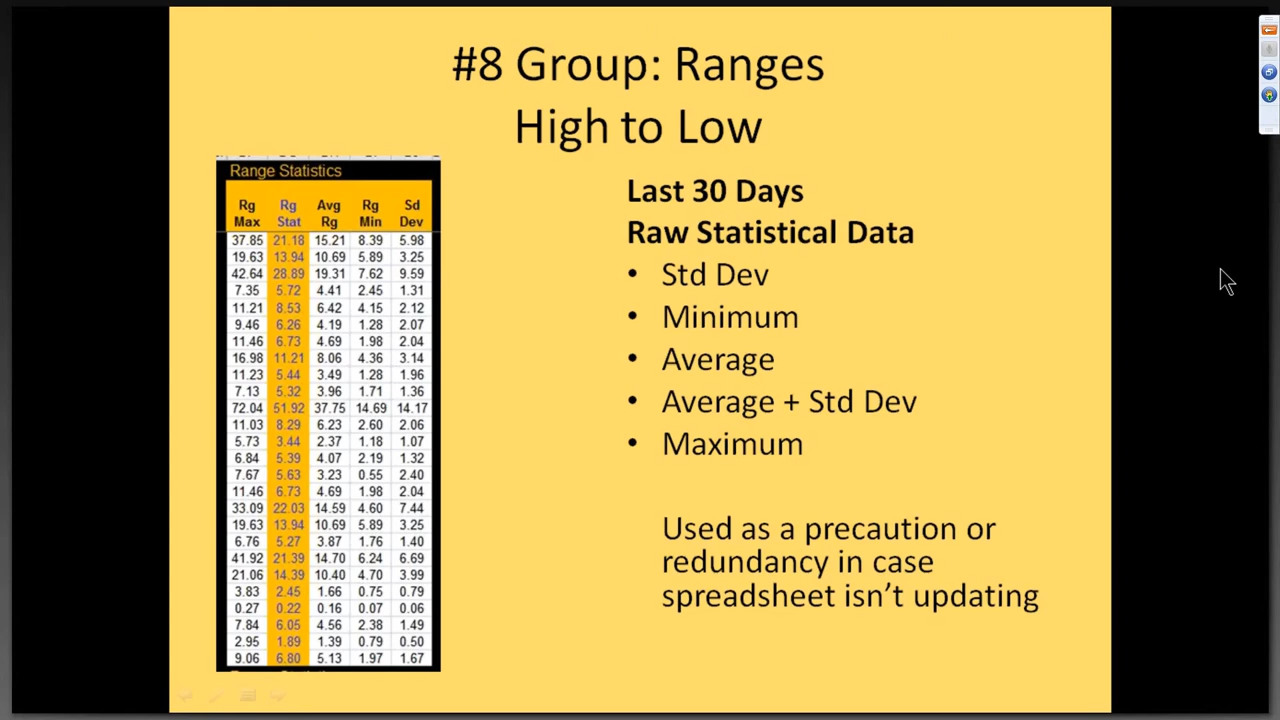 #8 Group: Ranges
High to Low
Range Statistics
Rg Rg Avg Rg Sd
Max Stat Rg Min Dev
37.85 21.18 15.21 8.39 5.98
19.63 13.94 10.69 5.89 3.25
42.64 28.89 19.31 7.62 9.59
7.35 5.72 4.41 2.45 1.31
11.21 8.53 6.42 4.15 2.12
9.46 6.26 4.19 1.28 2.07
11.46 6.73 4.69 1.98 2.04
16.98 11.21 8.06 4.36 3.14
11.23 5.44 3.49 1.28 1.96
7.13 5.32 3.96 1.71 1.36
72.04 51.92 37.75 14.69 14.17
11.03 8.29 6.23 2.60 2.06
5.73 3.44 2.37 1.18 1.07
6.84 5.39 4.07 2.19 1.32
7.67 5.63 3.23 0.55 2.40
11.46 6.73 4.69 1.98 2.04
33.09 22.03 14.59 4.60 7.44
19.63 13.94 10.69 5.89 3.25
6.76 5.27 3.87 1.76 1.40
41.92 21.39 14.70 6.24 6.69
21.06 14.39 10.40 4.70 3.99
3.83 2.45 1.66 0.75 0.79
0.27 0.22 0.16 0.07 0.06
7.84 6.05 4.56 2.38 1.49
2.95 1.89 1.39 0.79 0.50
9.06 6.80 5.13 1.97 1.67
Last 30 Days
Raw Statistical Data
• Std Dev
• Minimum
• Average
• Average + Std Dev
• Maximum
Used as a precaution or
redundancy in case
spreadsheet isn't updating